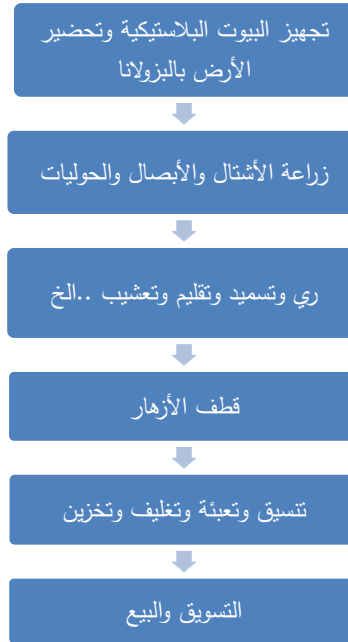 تجهيز البيوت البلاستيكية وتحضير
الأرض بالبزولانا
زراعة الأشتال والأبصال والحوليات
ري وتسميد وتقليم وتعشيب ..الخ
قطف الأزهار
تنسيق وتعبئة وتغليف وتخزين
التسويق والبيع